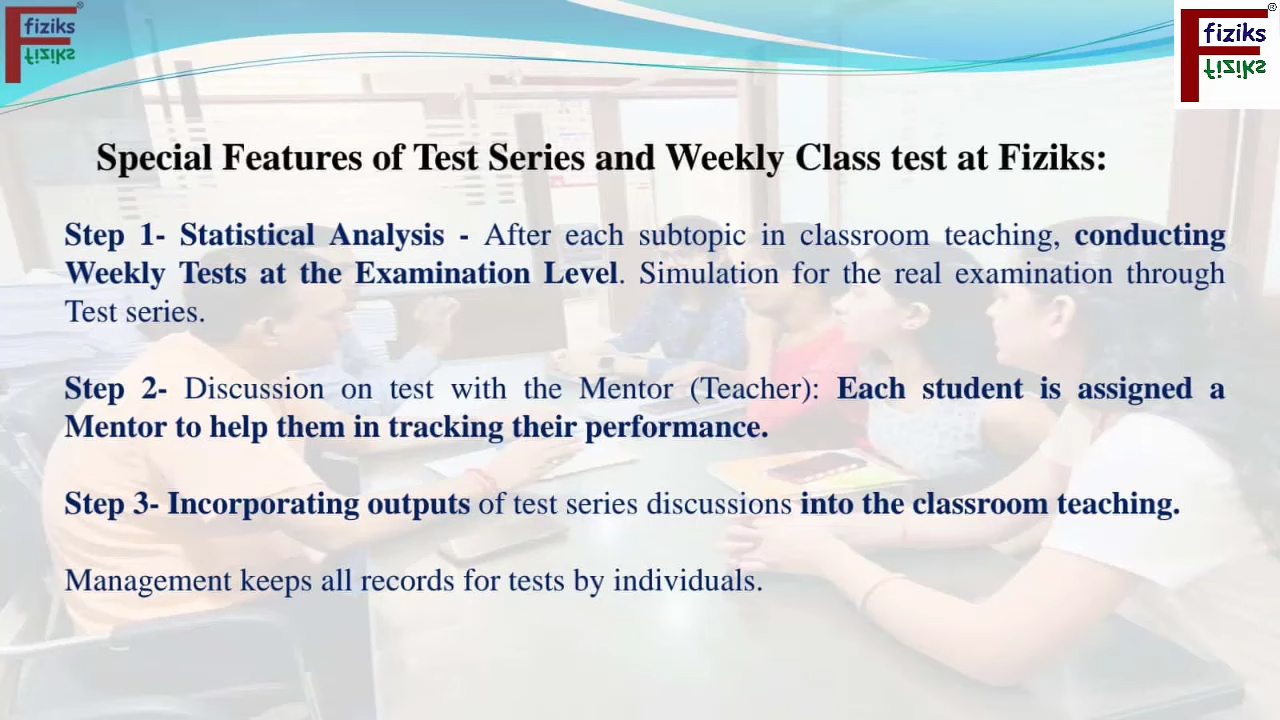 fiziks
fiziks
®
fiziks
fiziks
®
Special Features of Test Series and Weekly Class test at Fiziks:
Step 1- Statistical Analysis - After each subtopic in classroom teaching, conducting
Weekly Tests at the Examination Level. Simulation for the real examination through
Test series.
Step 2- Discussion on test with the Mentor (Teacher): Each student is assigned a
Mentor to help them in tracking their performance.
Step 3- Incorporating outputs of test series discussions into the classroom teaching.
Management keeps all records for tests by individuals.